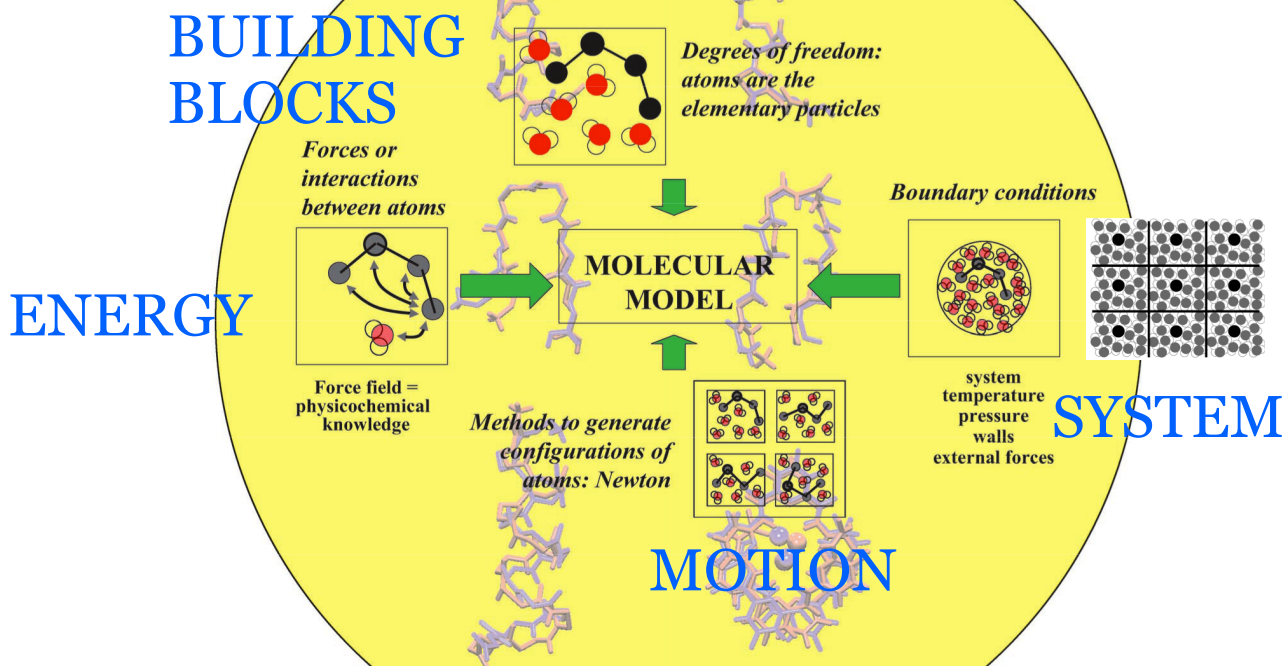 BUILDING
BLOCKS
Degrees of freedom:
atoms are the
elementary particles
Forces or
interactions
between atoms
Boundary conditions
MOLECULAR
MODEL
ENERGY
Force field =
physicochemical
knowledge
system
temperature
pressure
walls
external forces
SYSTEM
Methods to generate
configurations of
atoms: Newton
MOTION